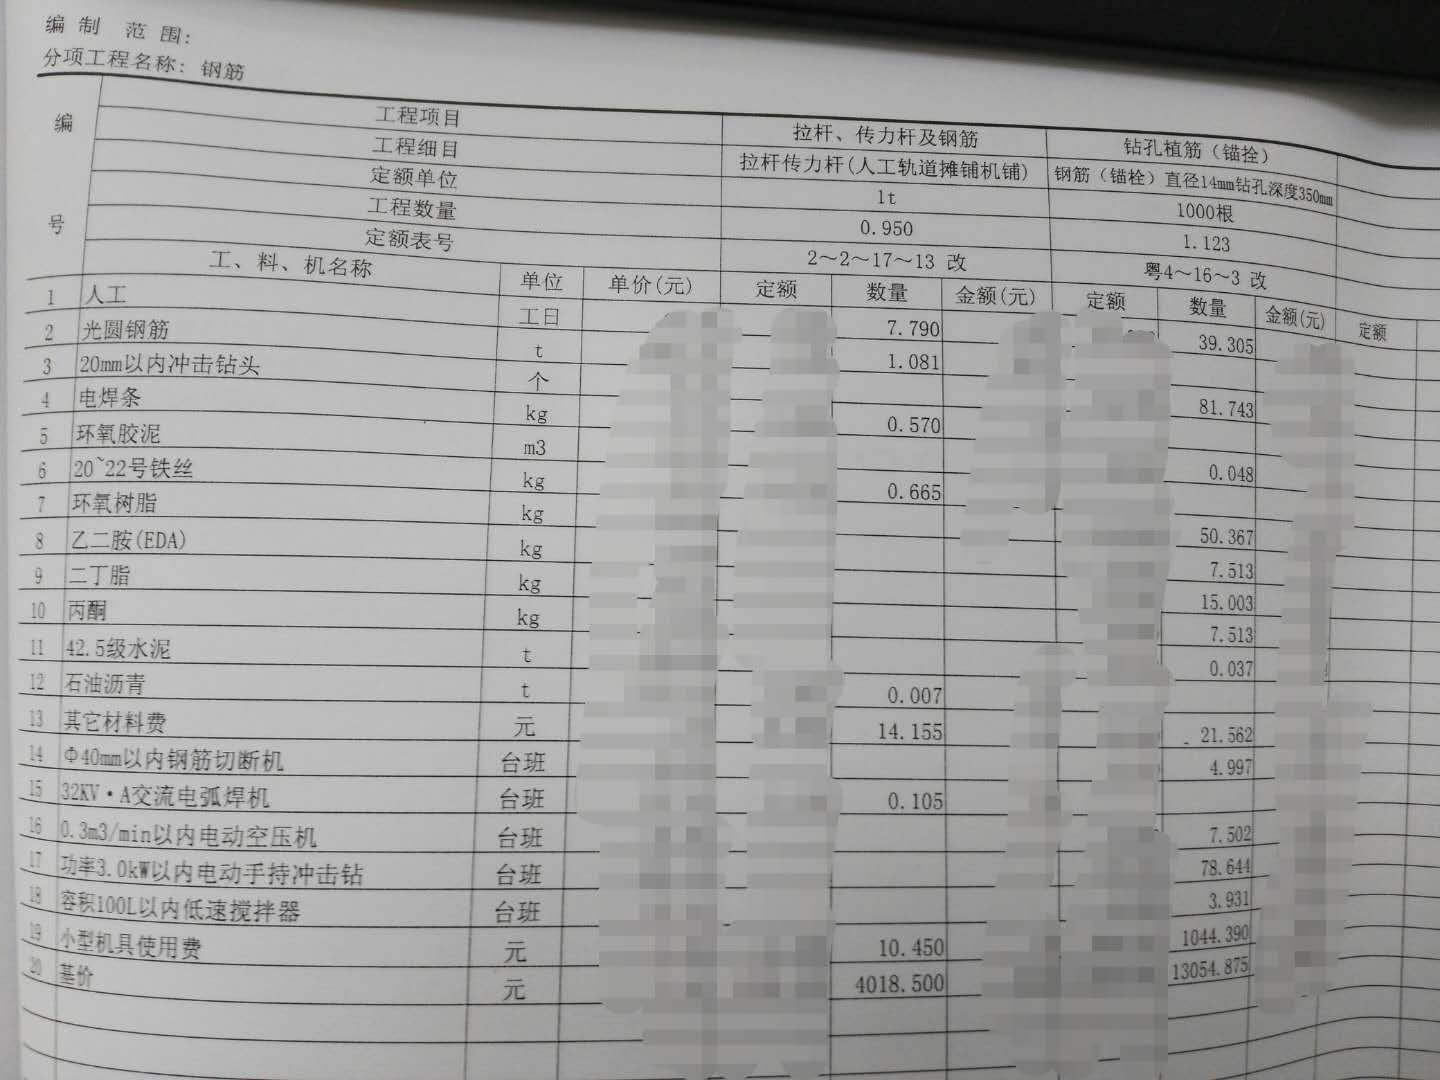 编 制 范 围:
分项工程名称: 钢筋
编 号
工程项目 拉杆、传力杆及钢筋 钻孔植筋（锚拴）
工程细目 拉杆传力杆(人工轨道摊铺机铺) 钢筋（锚栓）直径14mm钻孔深度350mm
定额单位 1t 1000根
工程数量 0.950 1.123
定额表号 2～2～17～13 改 粤4～16～3 改
工、料、机名称 单位 单价(元) 定额 数量 金额(元) 定额 数量 金额(元) 定额
1 人工 工日 7.790 39.305
2 光圆钢筋 t 1.081
3 20mm以内冲击钻头 个 81.743
4 电焊条 kg 0.570
5 环氧胶泥 m3 0.048
6 20~22号铁丝 kg 0.665
7 环氧树脂 kg 50.367
8 乙二胺(EDA) kg 7.513
9 二丁脂 kg 15.003
10 丙酮 kg 7.513
11 42.5级水泥 t 0.037
12 石油沥青 t 0.007
13 其它材料费 元 14.155 21.562
14 Φ40mm以内钢筋切断机 台班 4.997
15 32KV·A交流电弧焊机 台班 0.105
16 0.3m3/min以内电动空压机 台班 7.502
17 功率3.0kW以内电动手持冲击钻 台班 78.644
18 容积100L以内低速搅拌器 台班 3.931
19 小型机具使用费 元 10.450 1044.390
20 基价 元 4018.500 13054.875